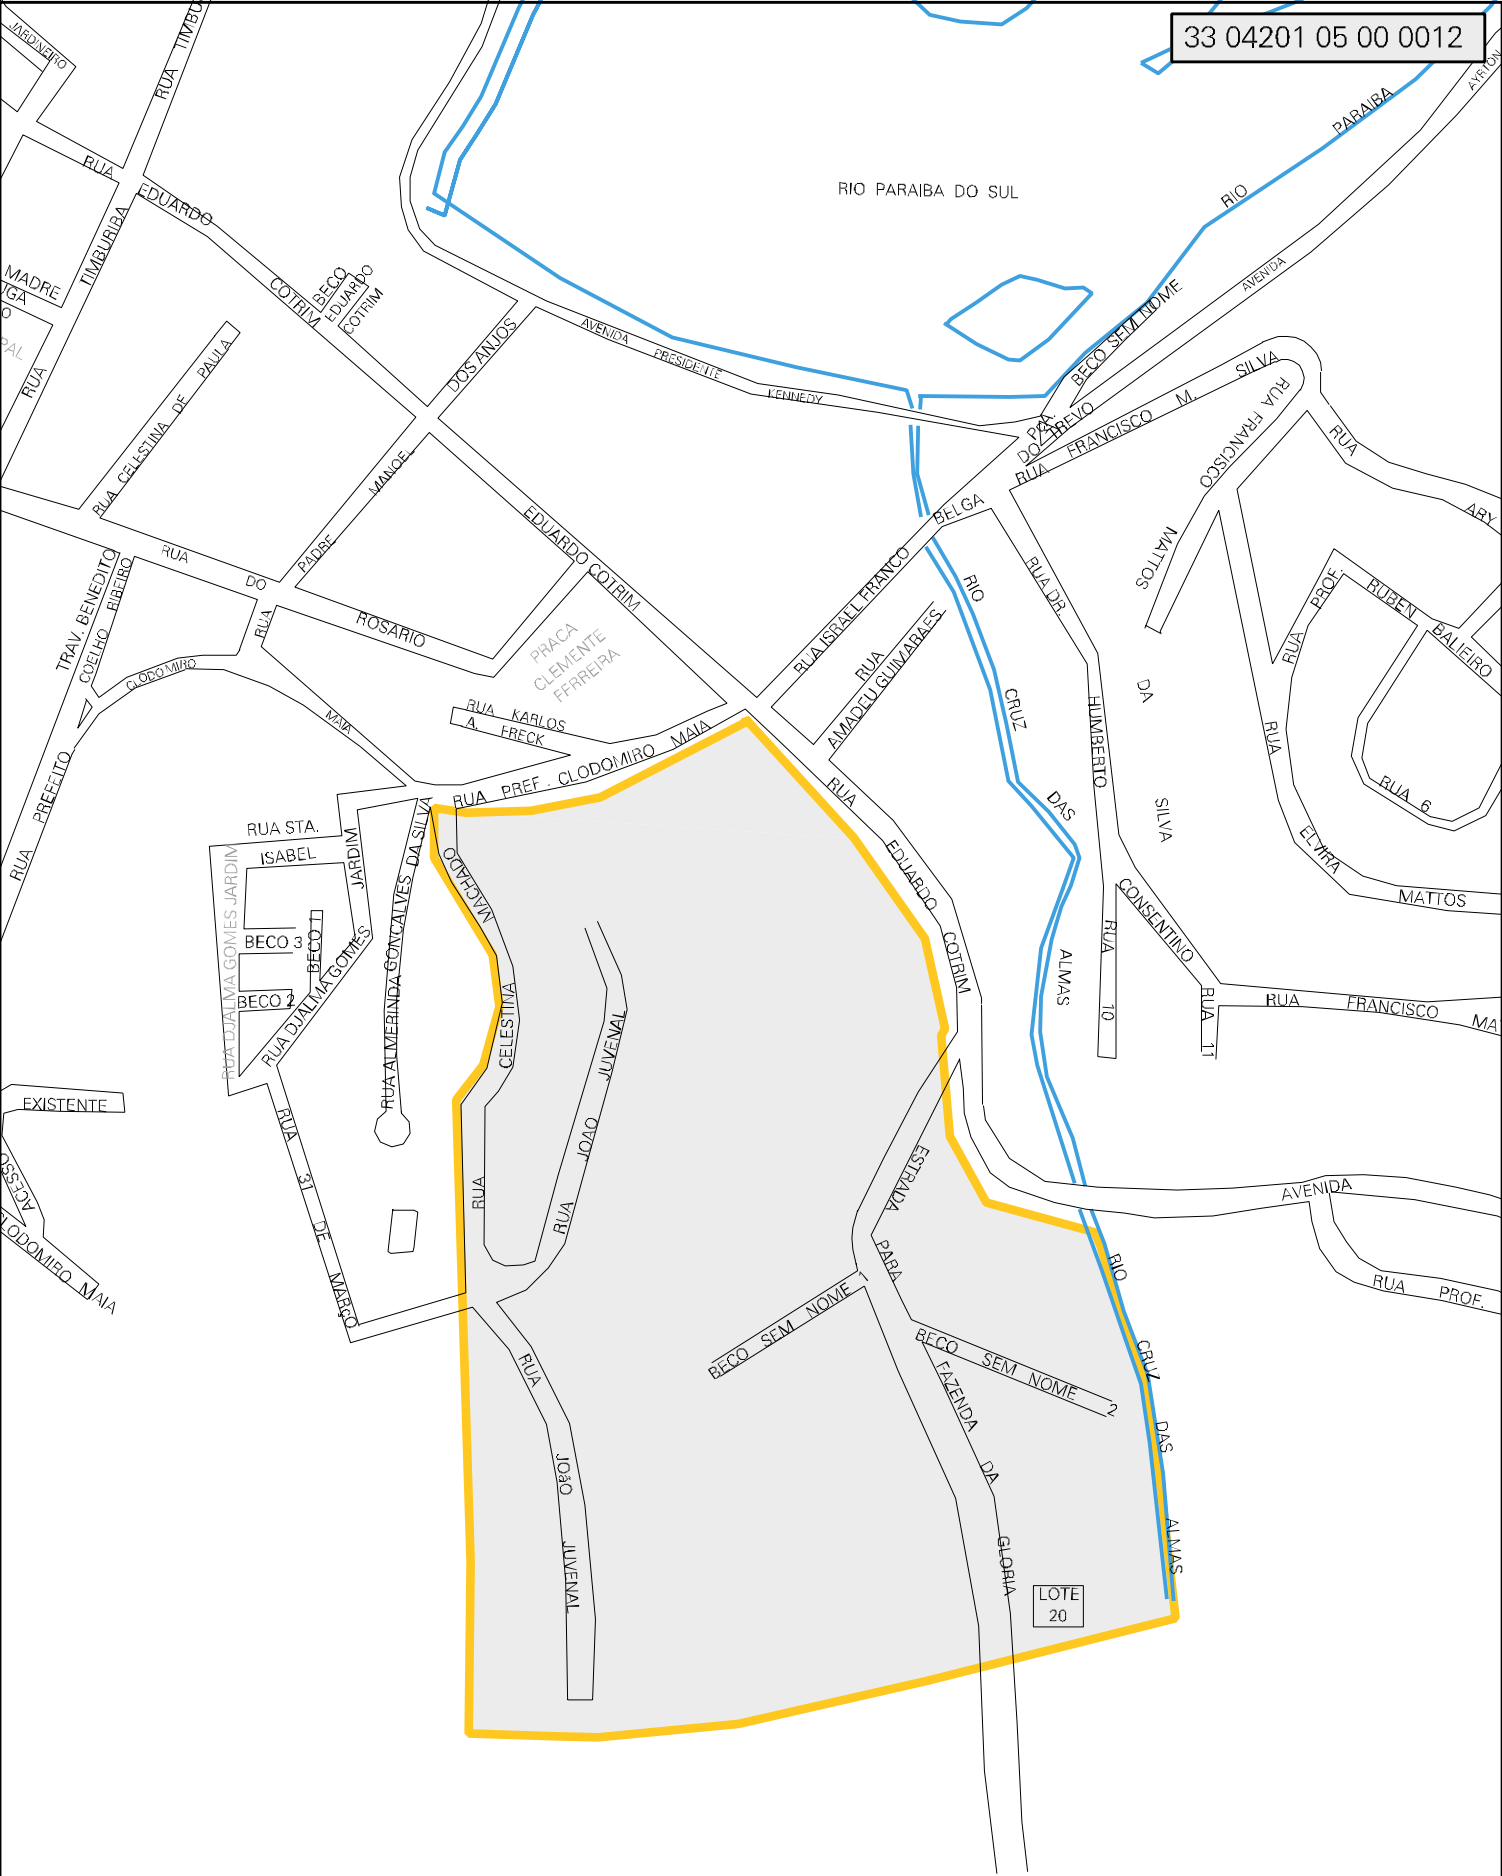 33 04201 05 00 0012
JARDINEIRO
RUA TIMBU
AYRTON
RIO PARAIBA
RIO PARAIBA DO SUL
RUA EDUARDO COTRIM
RUA TIMBURIBA
MADRE
BECO
EDUARDO
COTRIM
RUA CELESTINA DE PAULA
PADRE MANOEL DOS ANJOS
AVENIDA PRESIDENTE KENNEDY
BECO SEM NOME
AVENIDA
PCA.
DO TREVO
RUA FRANCISCO M. SILVA
RUA FRANCISCO MATTOS DA SILVA
RUA ARY
RUA DO ROSARIO
TRAV. BENEDITO
COELHO RIBEIRO
RUA CLODOMIRO MAIA
RUA PREFEITO
EDUARDO COTRIM
PRACA
CLEMENTE
FERREIRA
RUA ISRAEL FRANCO
BELGA
RUA
AMADEU GUIMARAES
RUA DR. HUMBERTO CONSENTINO
RIO CRUZ DAS ALMAS
RUA PROF. RUBEN BALIEIRO
RUA 6
RUA ELVIRA MATTOS
RUA KARLOS
A. FRECK
RUA PREF. CLODOMIRO MAIA
RUA EDUARDO COTRIM
RUA STA.
ISABEL
JARDIM
RUA DJALMA GOMES JARDIM
BECO 3
BECO 1
BECO 2
RUA DJALMA GOMES
RUA ALMERINDA GONCALVES DA SILVA
RUA CELESTINA MACHADO
RUA JOAO JUVENAL
RUA 10
RUA 11
RUA FRANCISCO MA
EXISTENTE
ACESSO
CLODOMIRO MAIA
RUA 31 DE MARÇO
ESTRADA PARA FAZENDA DA GLORIA
AVENIDA
RUA PROF.
BECO SEM NOME 1
BECO SEM NOME 2
RIO CRUZ DAS ALMAS
RUA JOãO JUVENAL
LOTE
20